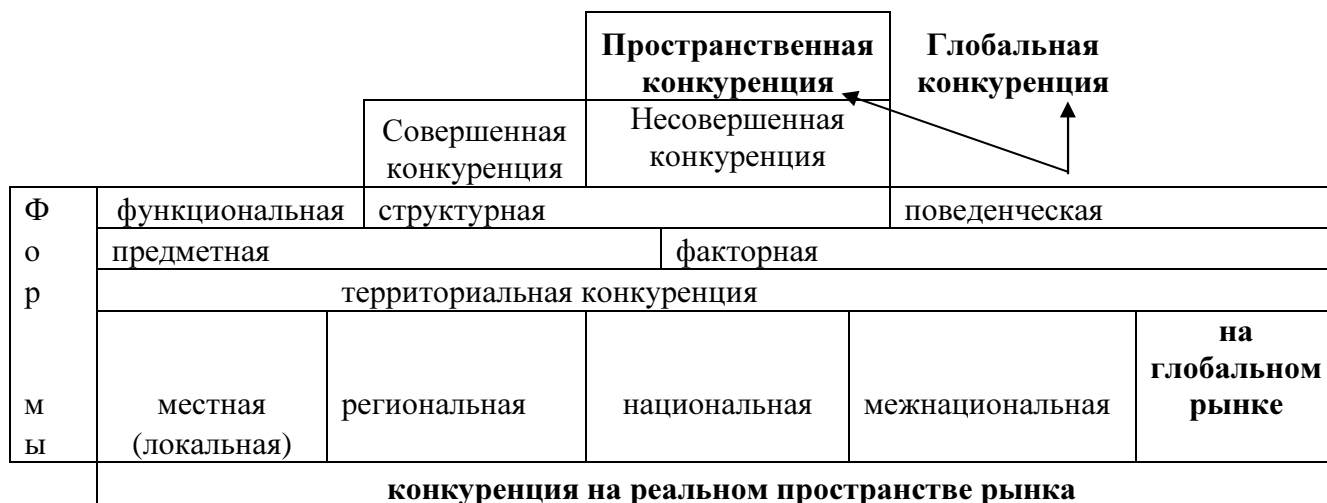 Пространственная Глобальная
конкуренция конкуренция
Совершенная Несовершенная
конкуренция конкуренция
Ф функциональная структурная поведенческая
о предметная факторная
р территориальная конкуренция
на
глобальном
м местная региональная национальная межнациональная рынке
ы (локальная)
конкуренция на реальном пространстве рынка